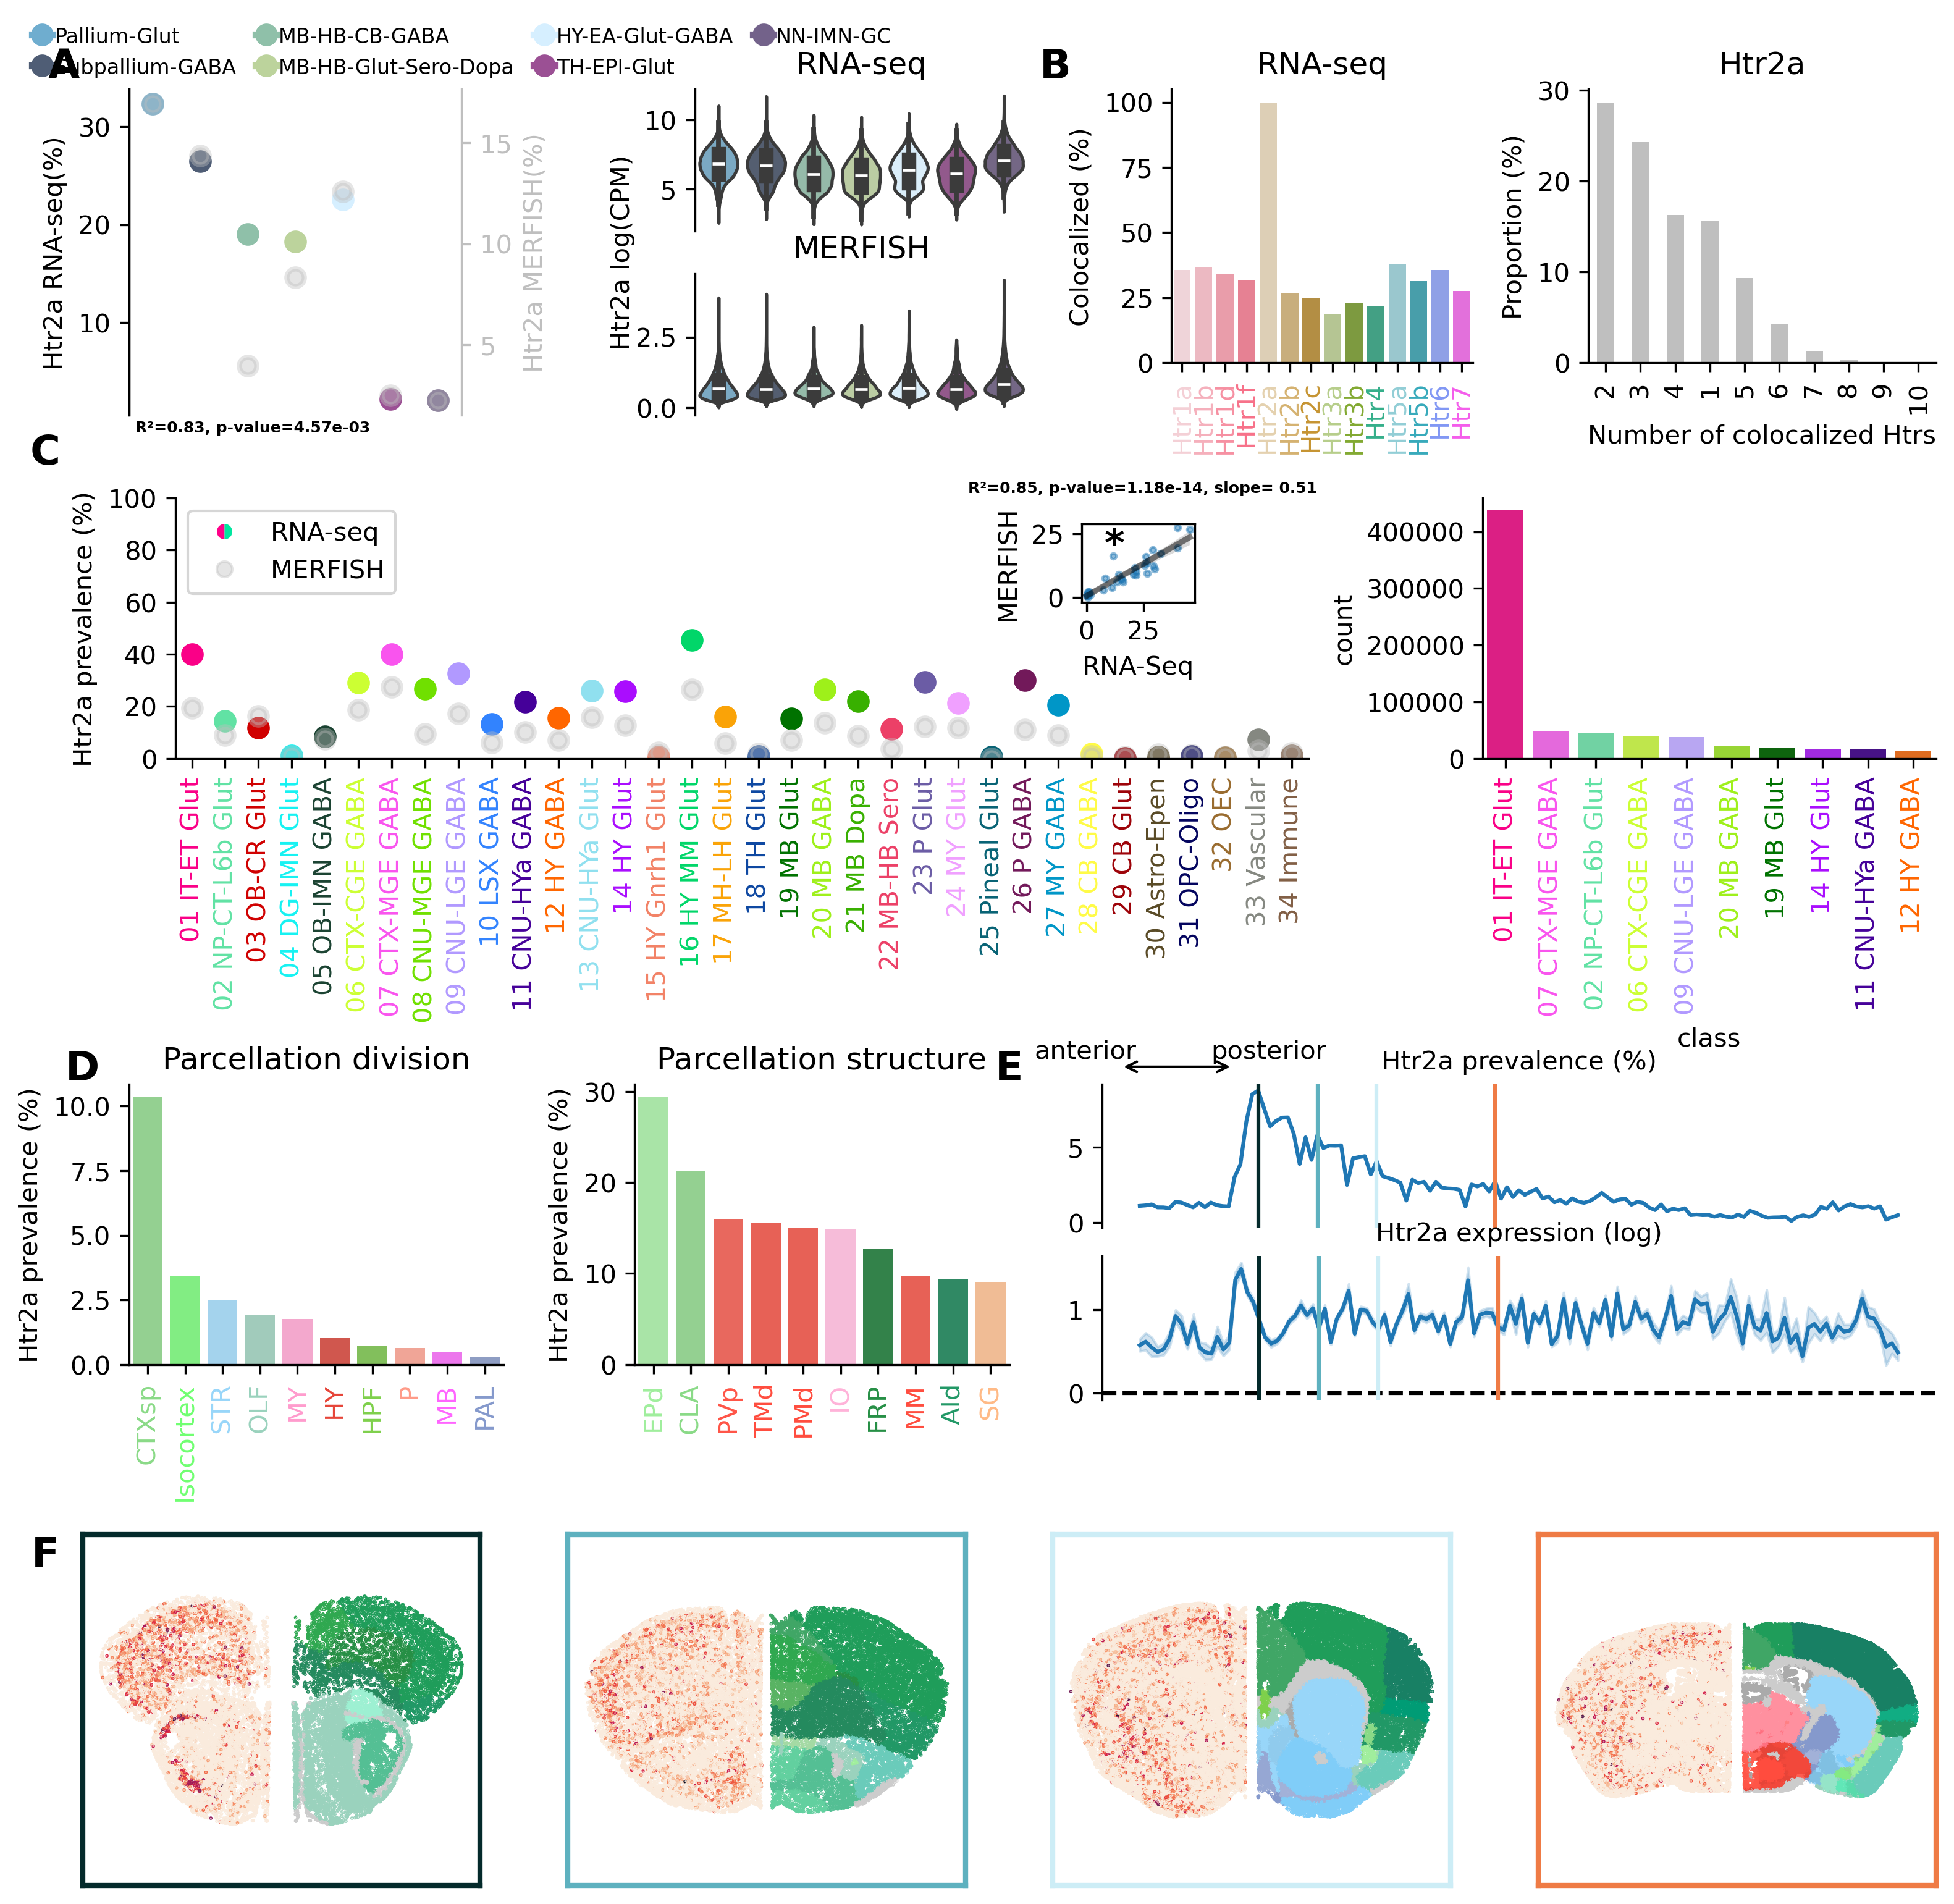 Pallium-Glut MB-HB-CB-GABA HY-EA-Glut-GABA NN-IMN-GC
Subpallium-GABA MB-HB-Glut-Sero-Dopa TH-EPI-Glut
A
Htr2a RNA-seq(%)
30
20
10
Htr2a MERFISH(%)
15
10
5
R²=0.83, p-value=4.57e-03
RNA-seq
Htr2a log(CPM)
10
5
MERFISH
2.5
0.0
B
RNA-seq
Colocalized (%)
100
75
50
25
0
Htr1a
Htr1b
Htr1d
Htr1f
Htr2a
Htr2b
Htr2c
Htr3a
Htr3b
Htr4
Htr5a
Htr5b
Htr6
Htr7
Htr2a
Proportion (%)
30
20
10
0
2
3
4
1
5
6
7
8
9
10
Number of colocalized Htrs
C
Htr2a prevalence (%)
100
80
60
40
20
0
RNA-seq
MERFISH
R²=0.85, p-value=1.18e-14, slope= 0.51
MERFISH
25
0
*
0 25
RNA-Seq
01 IT-ET Glut
02 NP-CT-L6b Glut
03 OB-CR Glut
04 DG-IMN Glut
05 OB-IMN GABA
06 CTX-CGE GABA
07 CTX-MGE GABA
08 CNU-MGE GABA
09 CNU-LGE GABA
10 LSX GABA
11 CNU-HYa GABA
12 HY GABA
13 CNU-HYa Glut
14 HY Glut
15 HY Gnrh1 Glut
16 HY MM Glut
17 MH-LH Glut
18 TH Glut
19 MB Glut
20 MB GABA
21 MB Dopa
22 MB-HB Sero
23 P Glut
24 MY Glut
25 Pineal Glut
26 P GABA
27 MY GABA
28 CB GABA
29 CB Glut
30 Astro-Epen
31 OPC-Oligo
32 OEC
33 Vascular
34 Immune
count
400000
300000
200000
100000
0
01 IT-ET Glut
07 CTX-MGE GABA
02 NP-CT-L6b Glut
06 CTX-CGE GABA
09 CNU-LGE GABA
20 MB GABA
19 MB Glut
14 HY Glut
11 CNU-HYa GABA
12 HY GABA
class
D
Parcellation division
Htr2a prevalence (%)
10.0
7.5
5.0
2.5
0.0
CTXsp
Isocortex
STR
OLF
MY
HY
HPF
P
MB
PAL
Parcellation structure
Htr2a prevalence (%)
30
20
10
0
EPd
CLA
PVp
TMd
PMd
IO
FRP
MM
AId
SG
E
anterior posterior
Htr2a prevalence (%)
5
0
Htr2a expression (log)
1
0
F